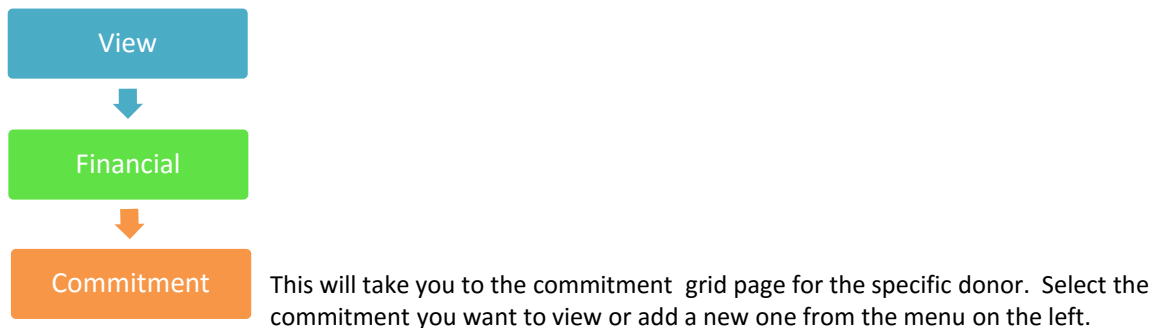 View
Financial
Commitment
This will take you to the commitment  grid page for the specific donor.  Select the
commitment you want to view or add a new one from the menu on the left.